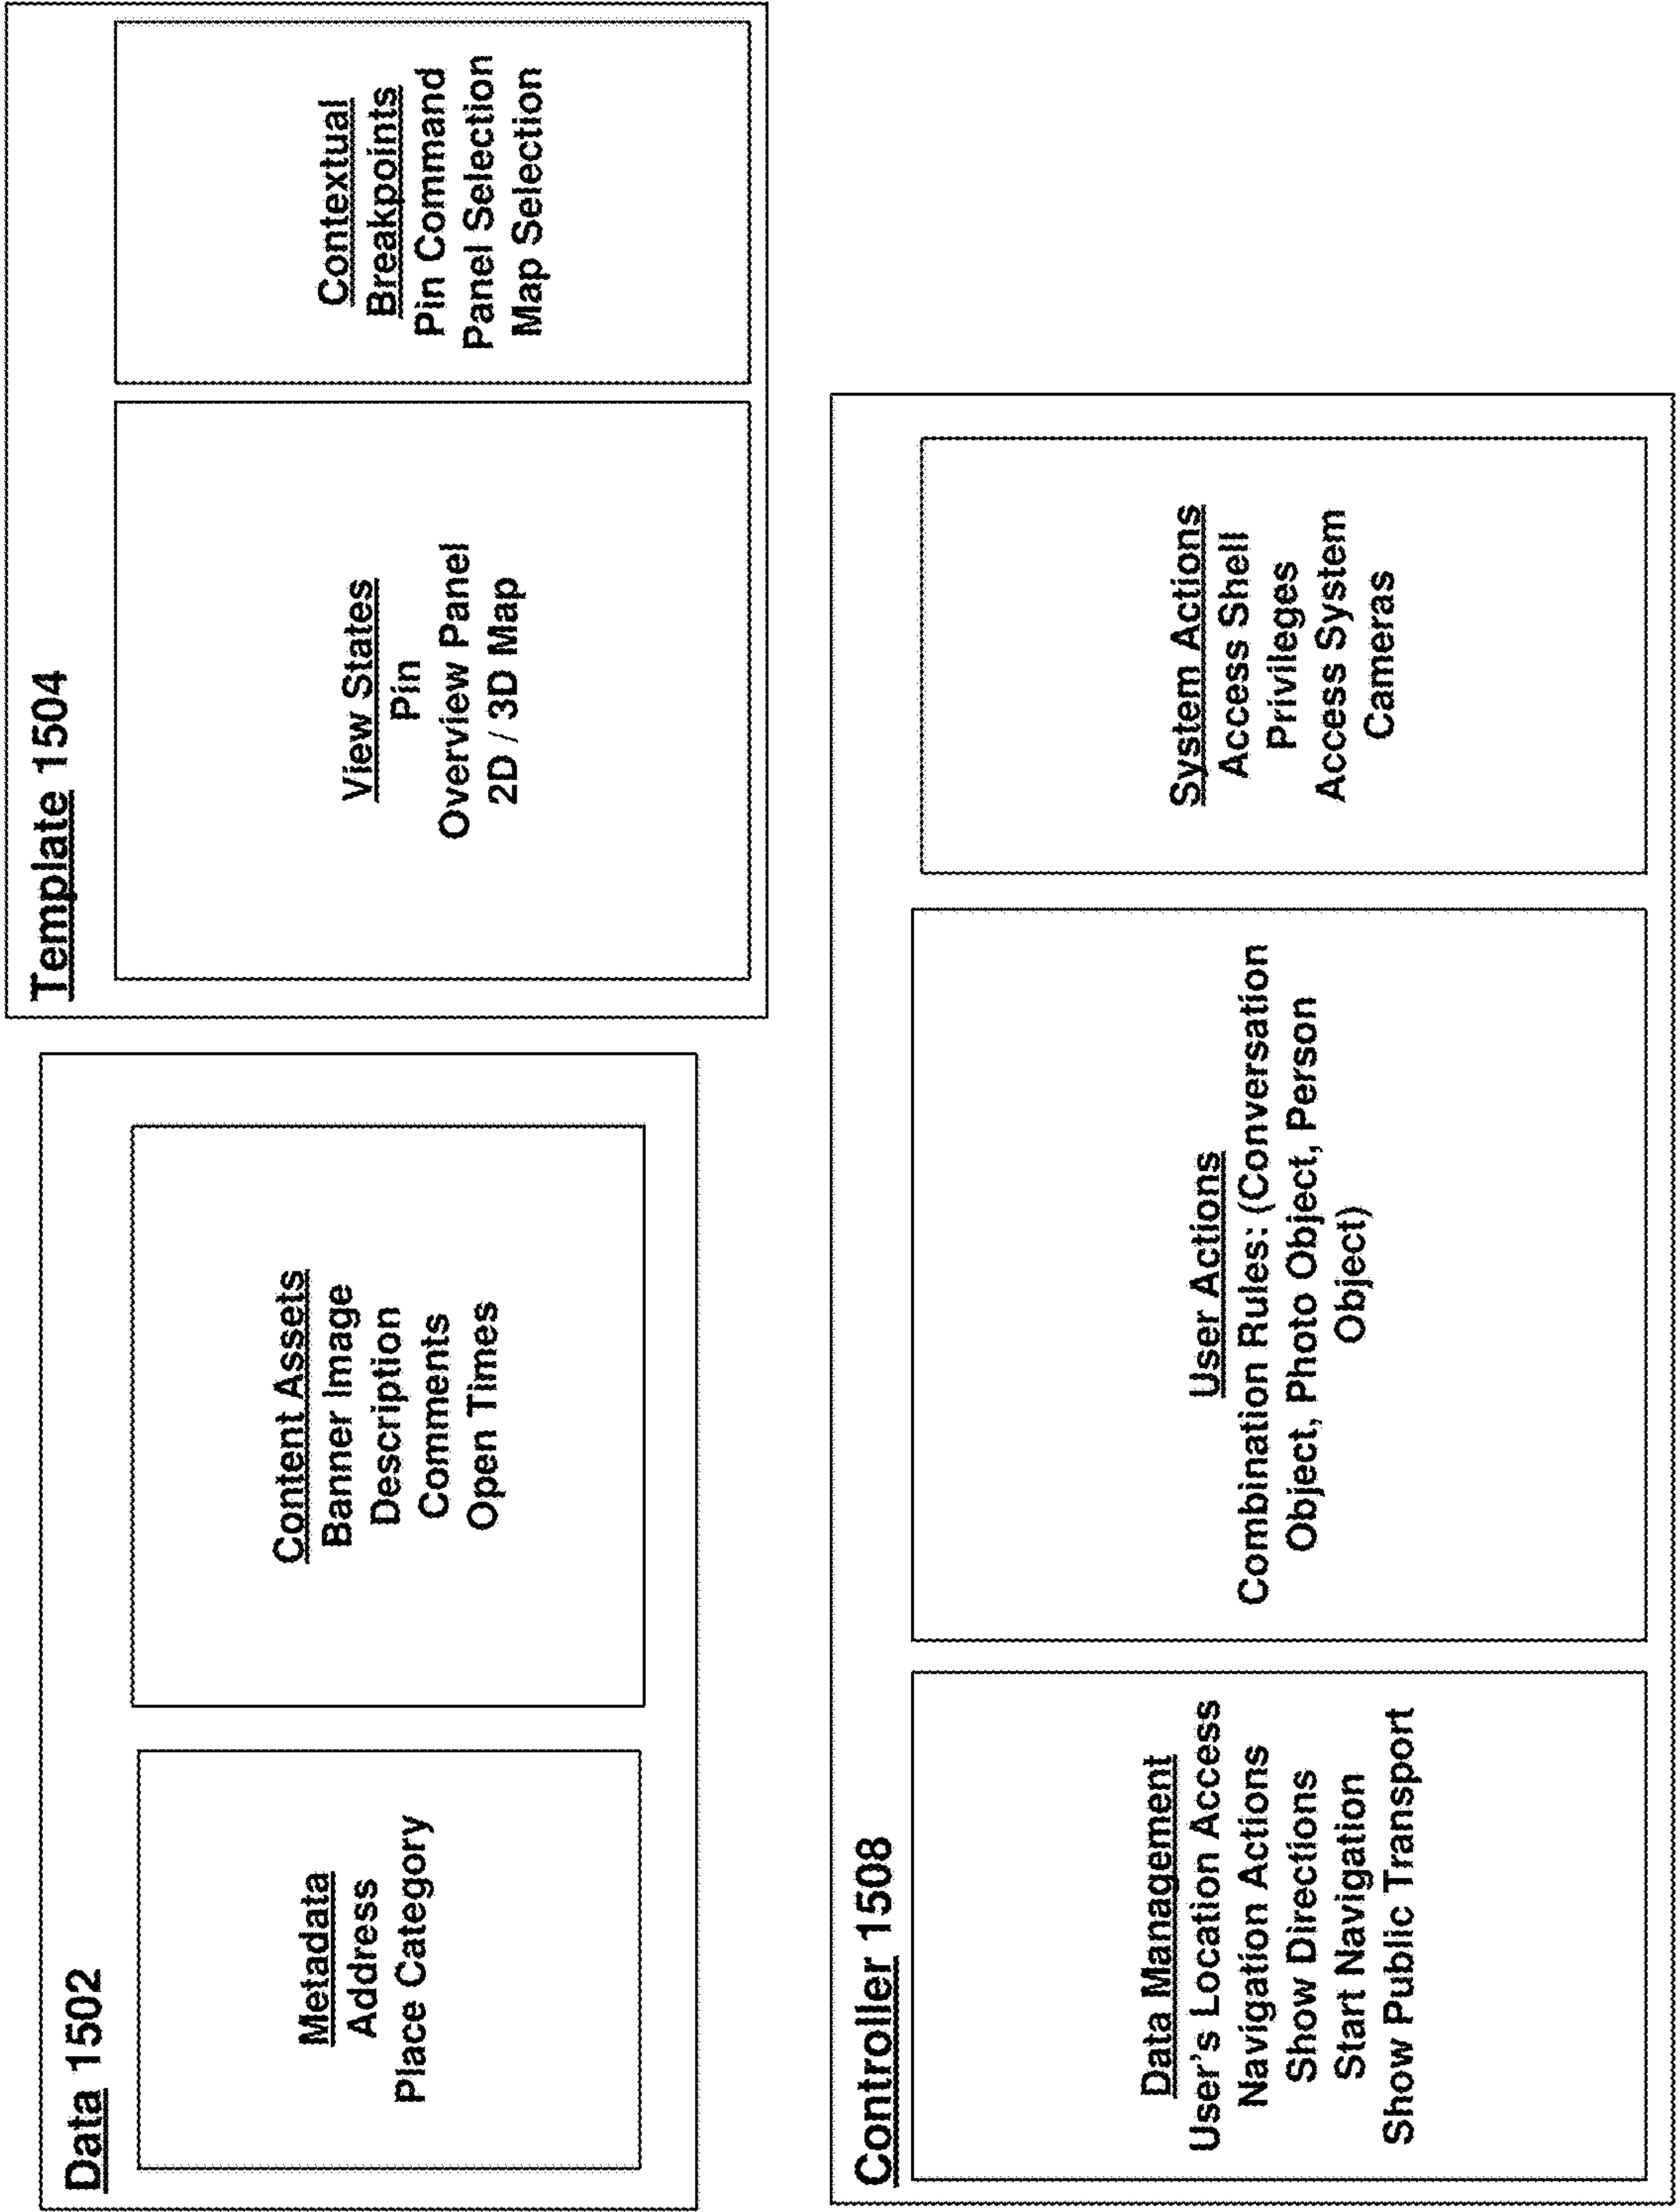 Data 1502
Metadata
Address
Place Category
Content Assets
Banner Image
Description
Comments
Open Times
Template 1504
View States
Pin
Overview Panel
2D / 3D Map
Contextual
Breakpoints
Pin Command
Panel Selection
Map Selection
Controller 1508
Data Management
User's Location Access
Navigation Actions
Show Directions
Start Navigation
Show Public Transport
User Actions
Combination Rules: (Conversation
Object, Photo Object, Person
Object)
System Actions
Access Shell
Privileges
Access System
Cameras